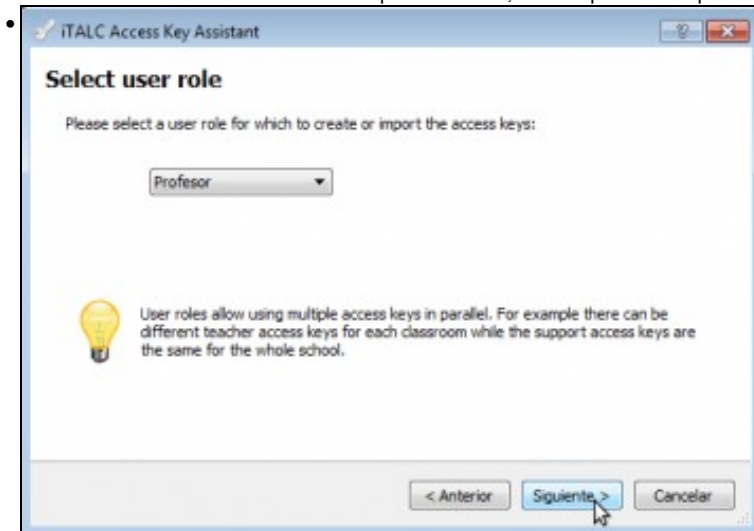 iTALC Access Key Assistant
Select user role
Please select a user role for which to create or import the access keys:
Profesor
User roles allow using multiple access keys in parallel. For example there can be
different teacher access keys for each classroom while the support access keys are
the same for the whole school.
< Anterior Siguiente > Cancelar